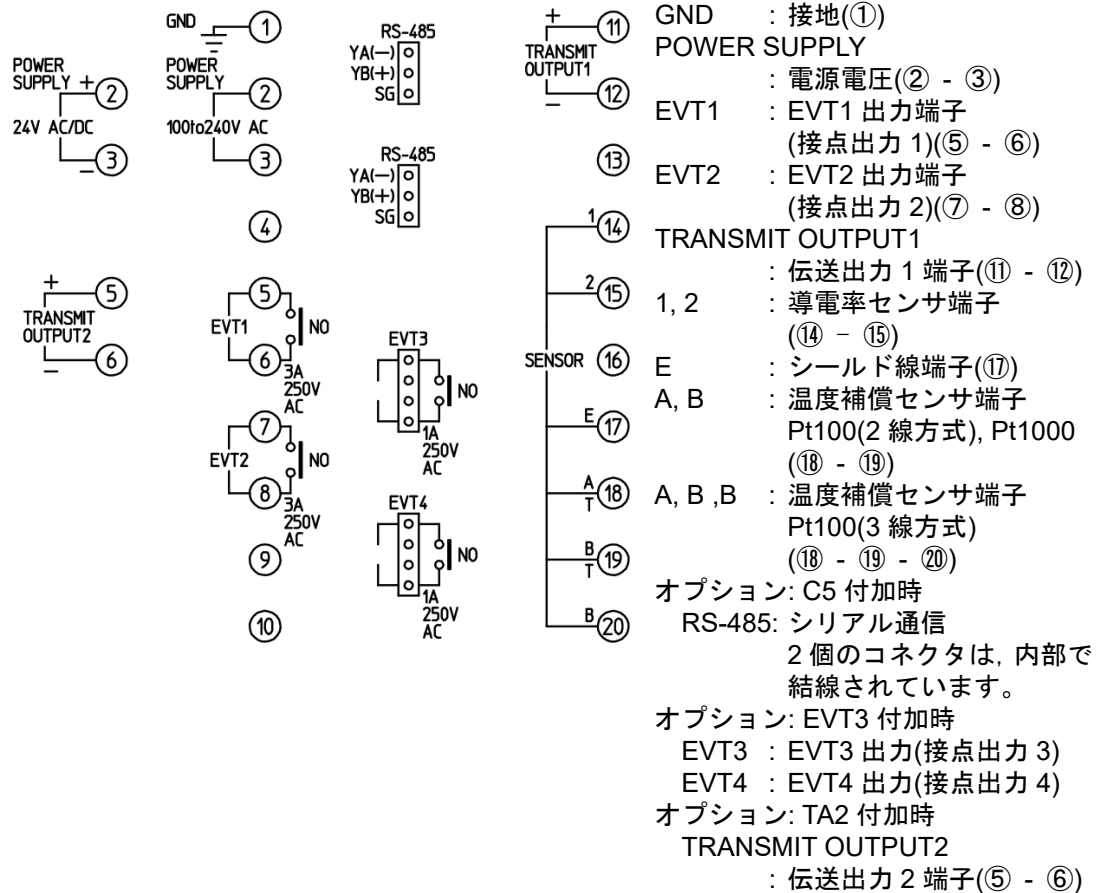 GND
①
POWER
SUPPLY
+
②
24V AC/DC
−
③
POWER
SUPPLY
②
100to240V AC
③
④
RS-485
YA(−)
YB(+)
SG
RS-485
YA(−)
YB(+)
SG
+
⑤
TRANSMIT
OUTPUT2
−
⑥
⑤
EVT1
NO
⑥
3A
250V
AC
⑦
EVT2
NO
⑧
3A
250V
AC
⑨
⑩
EVT3
NO
1A
250V
AC
EVT4
NO
1A
250V
AC
+
⑪
TRANSMIT
OUTPUT1
−
⑫
⑬
1
⑭
2
⑮
SENSOR
⑯
E
⑰
A
T
⑱
B
T
⑲
B
⑳
GND : 接地(①)
POWER SUPPLY
: 電源電圧(② - ③)
EVT1 : EVT1 出力端子
(接点出力 1)(⑤ - ⑥)
EVT2 : EVT2 出力端子
(接点出力 2)(⑦ - ⑧)
TRANSMIT OUTPUT1
: 伝送出力 1 端子(⑪ - ⑫)
1, 2 : 導電率センサ端子
(⑭ − ⑮)
E : シールド線端子(⑰)
A, B : 温度補償センサ端子
Pt100(2 線方式), Pt1000
(⑱ - ⑲)
A, B ,B : 温度補償センサ端子
Pt100(3 線方式)
(⑱ - ⑲ - ⑳)
オプション: C5 付加時
RS-485: シリアル通信
2 個のコネクタは, 内部で
結線されています。
オプション: EVT3 付加時
EVT3 : EVT3 出力(接点出力 3)
EVT4 : EVT4 出力(接点出力 4)
オプション: TA2 付加時
TRANSMIT OUTPUT2
: 伝送出力 2 端子(⑤ - ⑥)